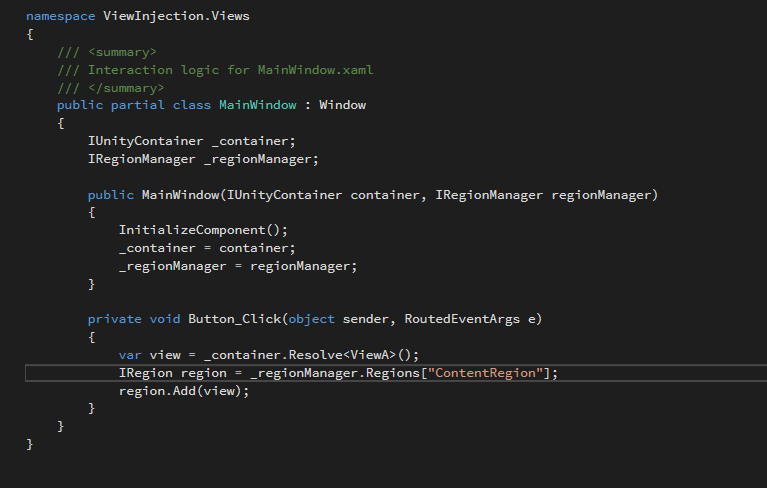 namespace ViewInjection.Views
{
    /// <summary>
    /// Interaction logic for MainWindow.xaml
    /// </summary>
    public partial class MainWindow : Window
    {
        IUnityContainer _container;
        IRegionManager _regionManager;

        public MainWindow(IUnityContainer container, IRegionManager regionManager)
        {
            InitializeComponent();
            _container = container;
            _regionManager = regionManager;
        }

        private void Button_Click(object sender, RoutedEventArgs e)
        {
            var view = _container.Resolve<ViewA>();
            IRegion region = _regionManager.Regions["ContentRegion"];
            region.Add(view);
        }
    }
}